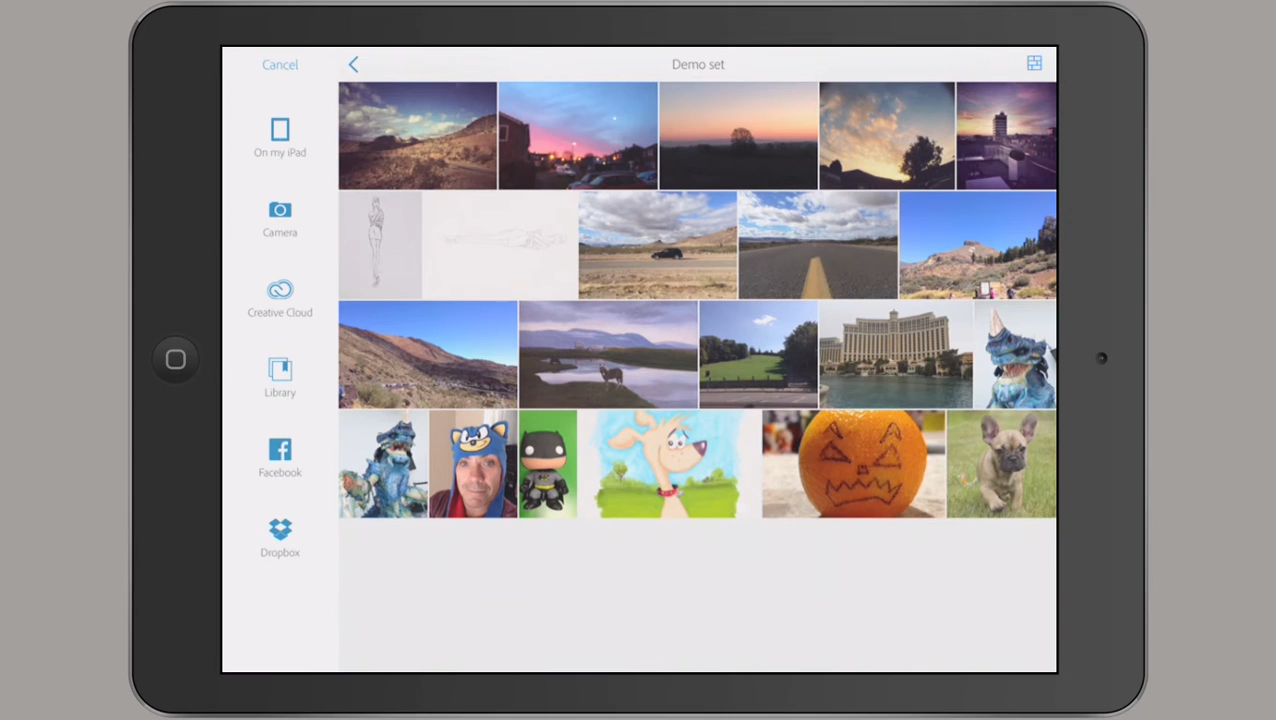 Cancel
Demo set
On my iPad
Camera
Creative Cloud
Library
Facebook
Dropbox